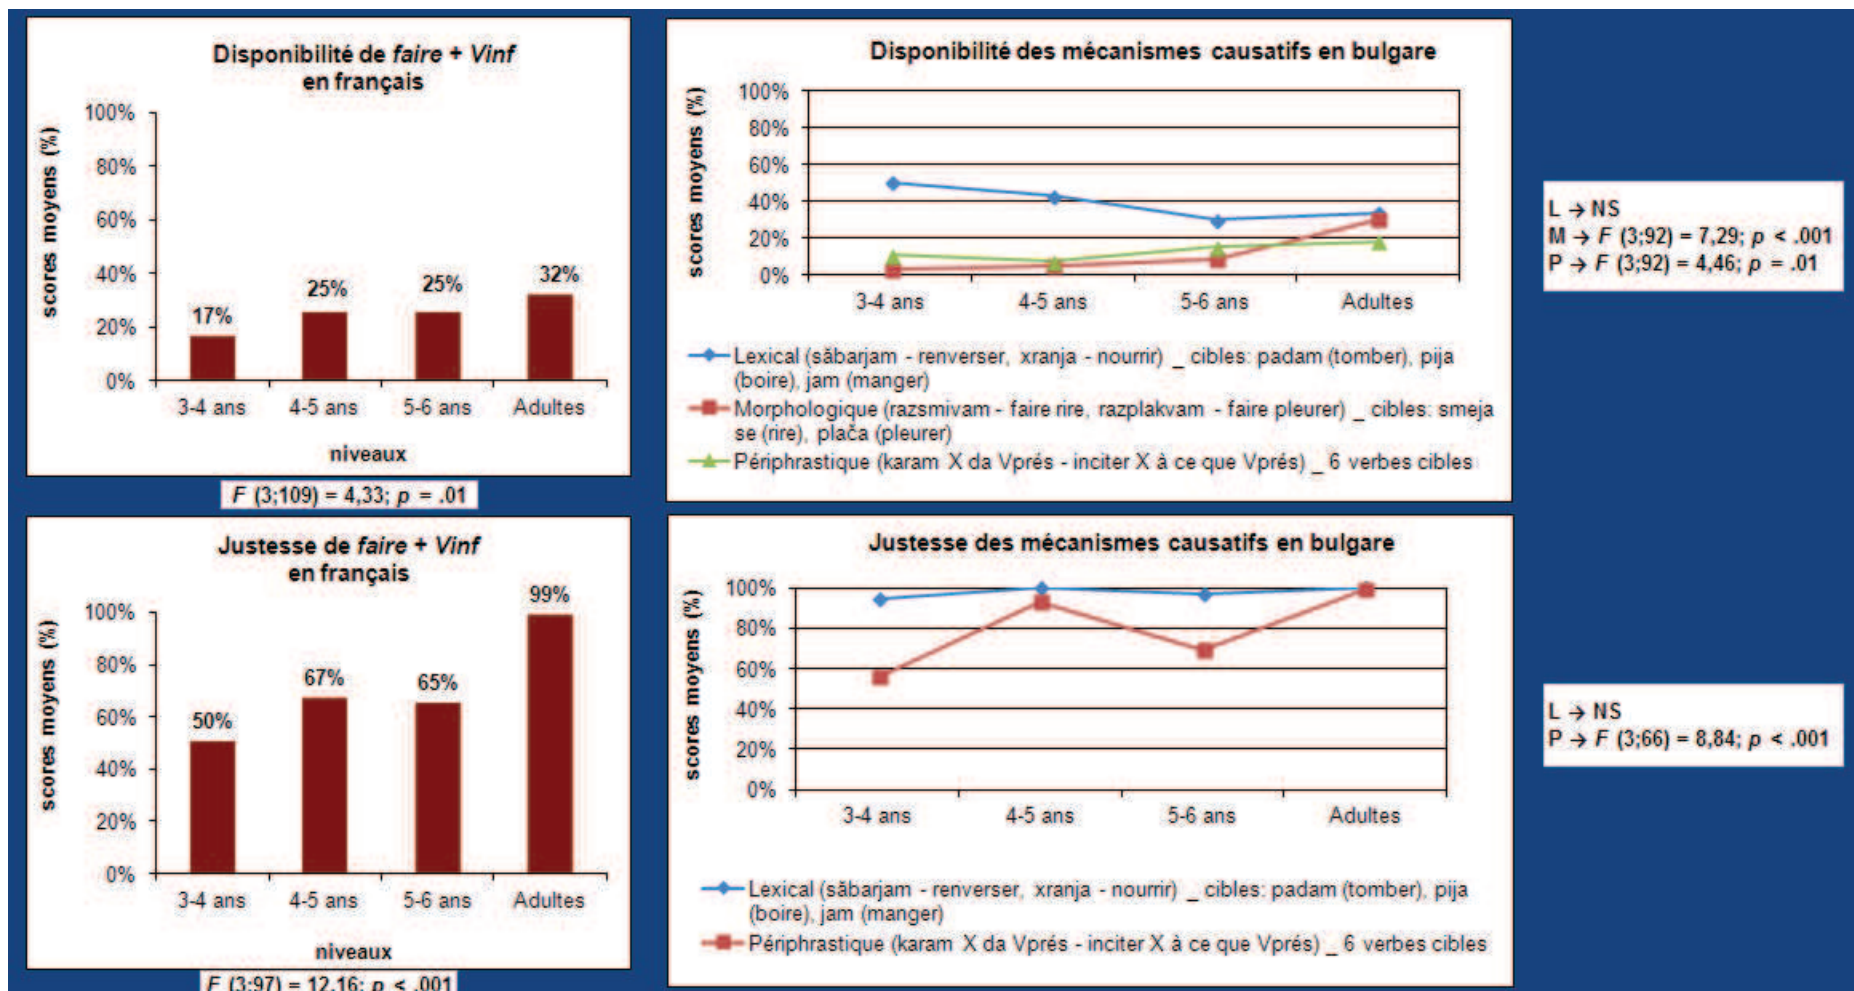 Disponibilité de faire + Vinf
en français
scores moyens (%)
100%
80%
60%
40%
20%
0%
17%
25%
25%
32%
3-4 ans
4-5 ans
5-6 ans
Adultes
niveaux
F (3;109) = 4,33; p = .01
Disponibilité des mécanismes causatifs en bulgare
scores moyens (%)
100%
80%
60%
40%
20%
0%
3-4 ans
4-5 ans
5-6 ans
Adultes
Lexical (săbarjam - renverser, xranja - nourrir) _ cibles: padam (tomber), pija
(boire), jam (manger)
Morphologique (razsmivam - faire rire, razplakvam - faire pleurer) _ cibles: smeja
se (rire), plača (pleurer)
Périphrastique (karam X da Vprés - inciter X à ce que Vprés) _ 6 verbes cibles
L → NS
M → F (3;92) = 7,29; p < .001
P → F (3;92) = 4,46; p = .01
Justesse de faire + Vinf
en français
scores moyens (%)
100%
80%
60%
40%
20%
0%
50%
67%
65%
99%
3-4 ans
4-5 ans
5-6 ans
Adultes
niveaux
F (3;97) = 12,16; p < .001
Justesse des mécanismes causatifs en bulgare
scores moyens (%)
100%
80%
60%
40%
20%
0%
3-4 ans
4-5 ans
5-6 ans
Adultes
Lexical (săbarjam - renverser, xranja - nourrir) _ cibles: padam (tomber), pija
(boire), jam (manger)
Périphrastique (karam X da Vprés - inciter X à ce que Vprés) _ 6 verbes cibles
L → NS
P → F (3;66) = 8,84; p < .001